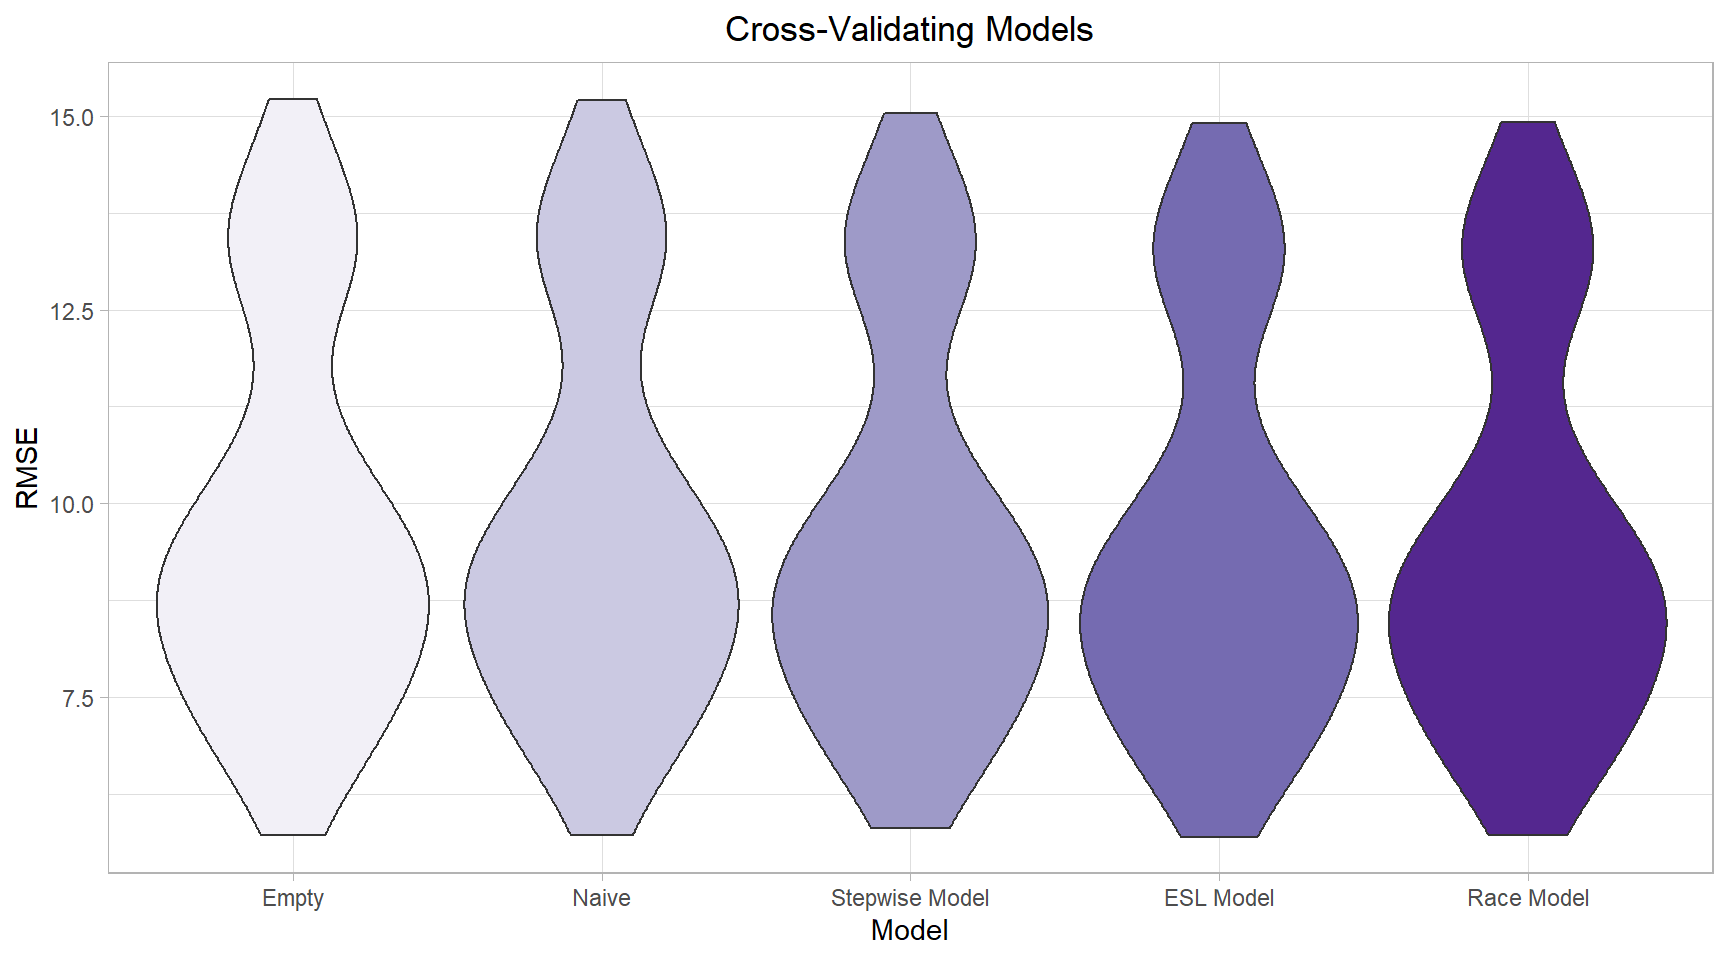 Cross-Validating Models
15.0
12.5
10.0
7.5
RMSE
Empty
Naive
Stepwise Model
ESL Model
Race Model
Model